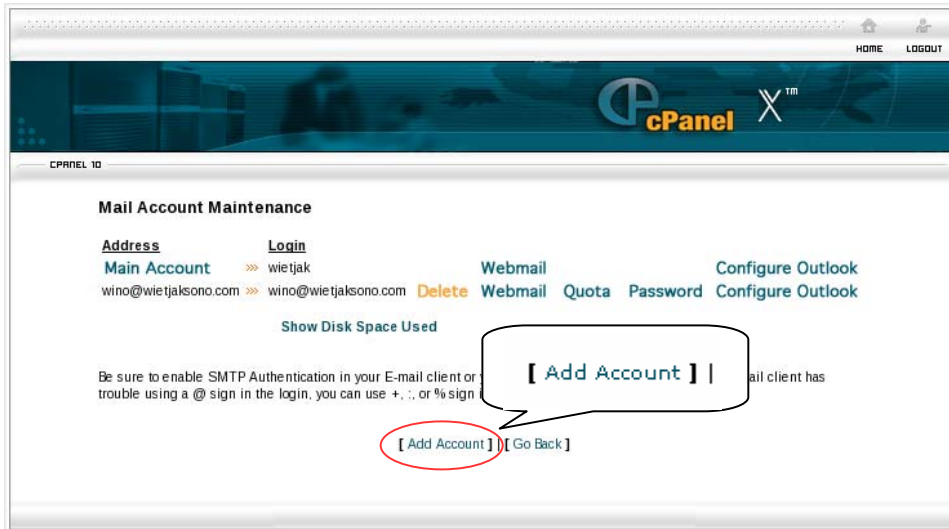 HOME LOGOUT
cPanel X™
CPANEL 10
Mail Account Maintenance
Address Login
Main Account »» wietjak Webmail Configure Outlook
wino@wietjaksono.com »» wino@wietjaksono.com Delete Webmail Quota Password Configure Outlook
Show Disk Space Used
[ Add Account ] |
Be sure to enable SMTP Authentication in your E-mail client or ail client has
trouble using a @ sign in the login, you can use +, :, or % sign
[ Add Account ] | [ Go Back ]